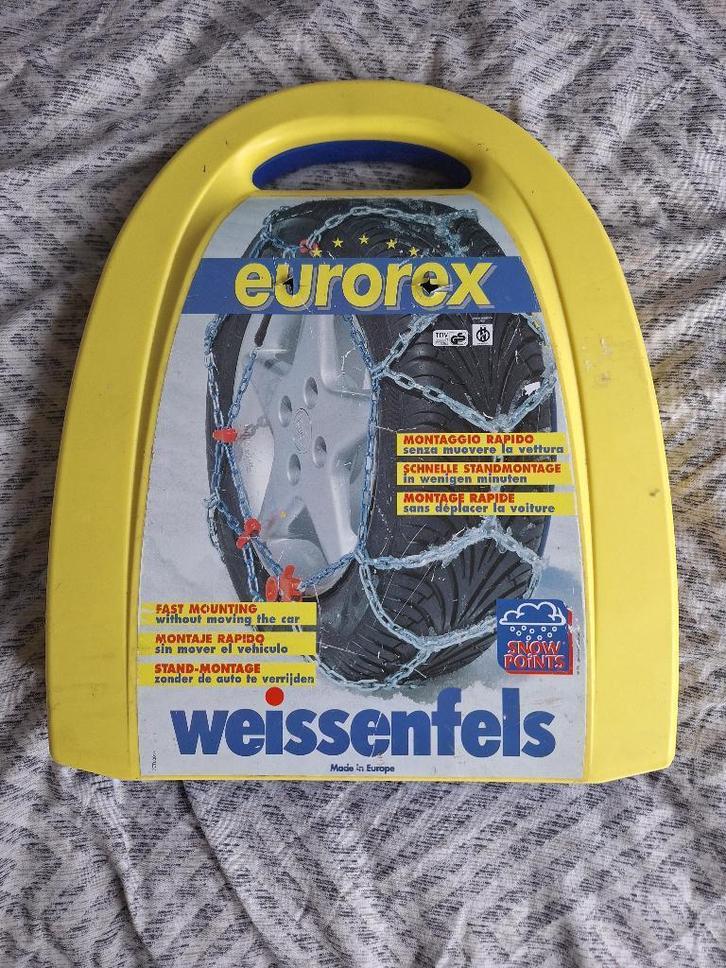 eurorex
TÜV GS
MONTAGGIO RAPIDO
senza muovere la vettura
SCHNELLE STANDMONTAGE
in wenigen minuten
MONTAGE RAPIDE
sans déplacer la voiture
FAST MOUNTING
without moving the car
MONTAJE RAPIDO
sin mover el vehiculo
STAND-MONTAGE
zonder de auto te verrijden
SNOW
POiNTS
weissenfels
Made in Europe